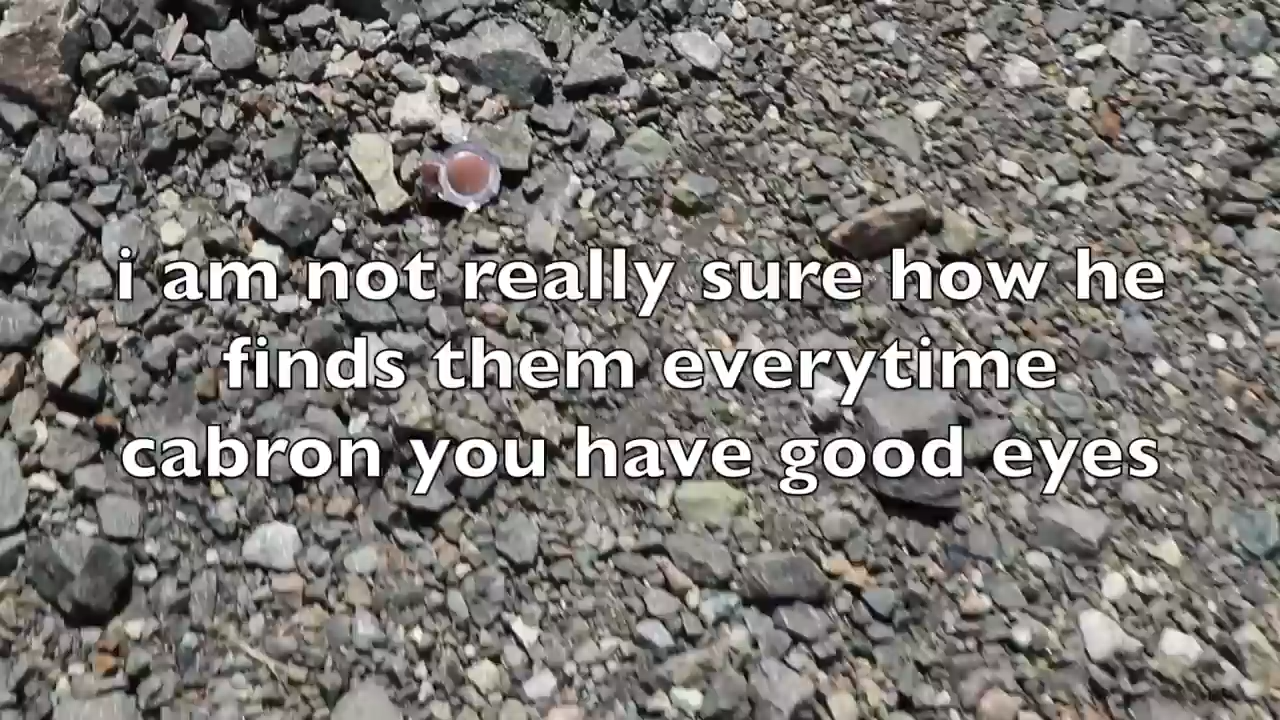 i am not really sure how he
finds them everytime
cabron you have good eyes